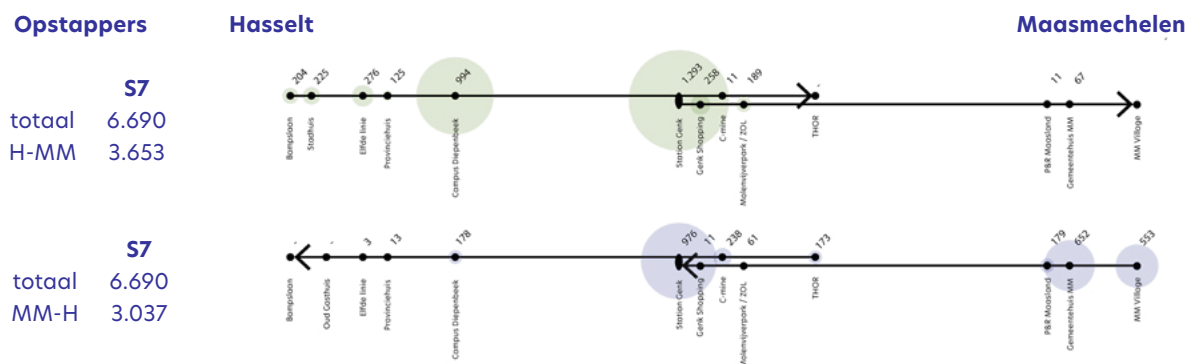 Opstappers
Hasselt
Maasmechelen
S7
totaal 6.690
H-MM 3.653
204
225
276
125
994
1.293
258
11
189
11
67
Bampslaan
Stadhuis
Elfde linie
Provinciehuis
Campus Diepenbeek
Station Genk
Genk Shopping
C-mine
Molenvijverpark / ZOL
THOR
P&R Maasland
Gemeentehuis MM
MM Village
S7
totaal 6.690
MM-H 3.037
3
13
178
976
11
238
61
173
179
652
553
Bampslaan
Oud Gasthuis
Elfde linie
Provinciehuis
Campus Diepenbeek
Station Genk
Genk Shopping
C-mine
Molenvijverpark / ZOL
THOR
P&R Maasland
Gemeentehuis MM
MM Village